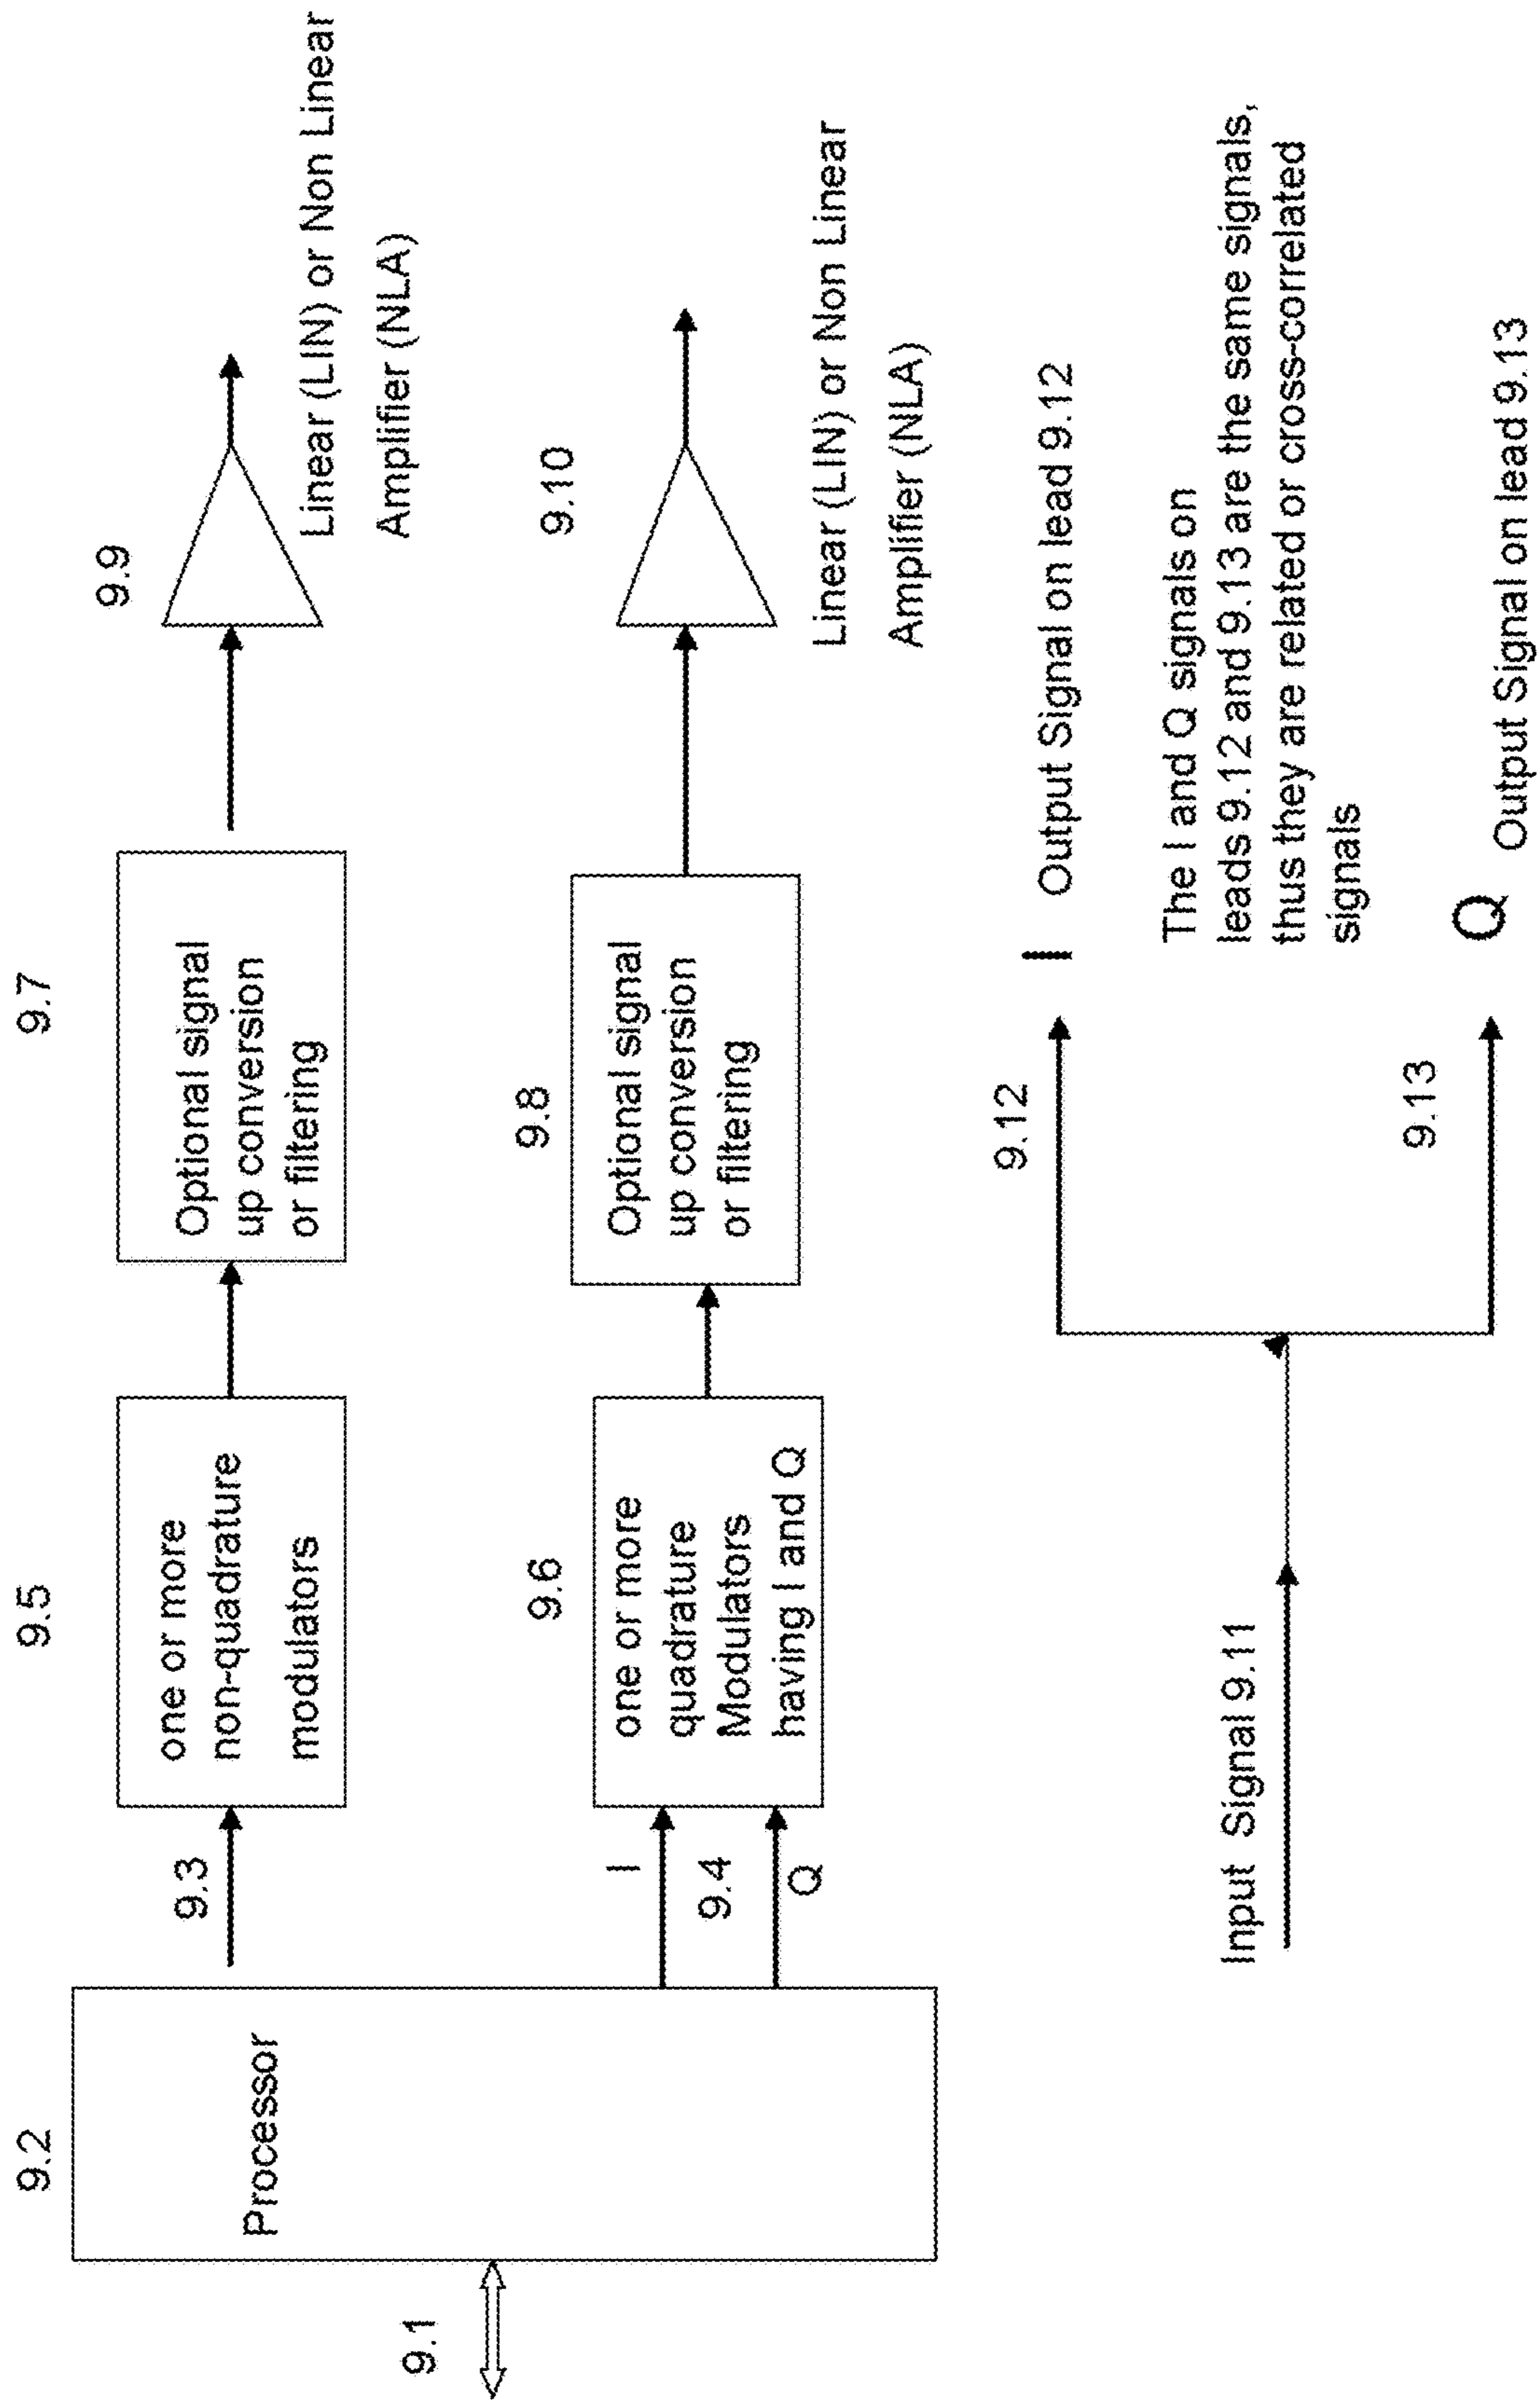 9.1
9.2
Processor
9.3
9.5
one or more
non-quadrature
modulators
9.7
Optional signal
up conversion
or filtering
9.9
Linear (LIN) or Non Linear
Amplifier (NLA)
I
9.4
Q
9.6
one or more
quadrature
Modulators
having I and Q
9.8
Optional signal
up conversion
or filtering
9.10
Linear (LIN) or Non Linear
Amplifier (NLA)
Input Signal 9.11
9.12
I Output Signal on lead 9.12
The I and Q signals on
leads 9.12 and 9.13 are the same signals,
thus they are related or cross-correlated
signals
9.13
Q Output Signal on lead 9.13